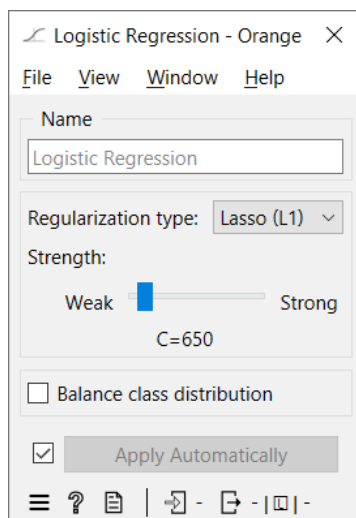 Logistic Regression - Orange
File View Window Help
Name
Logistic Regression
Regularization type: Lasso (L1)
Strength:
Weak Strong
C=650
Balance class distribution
Apply Automatically